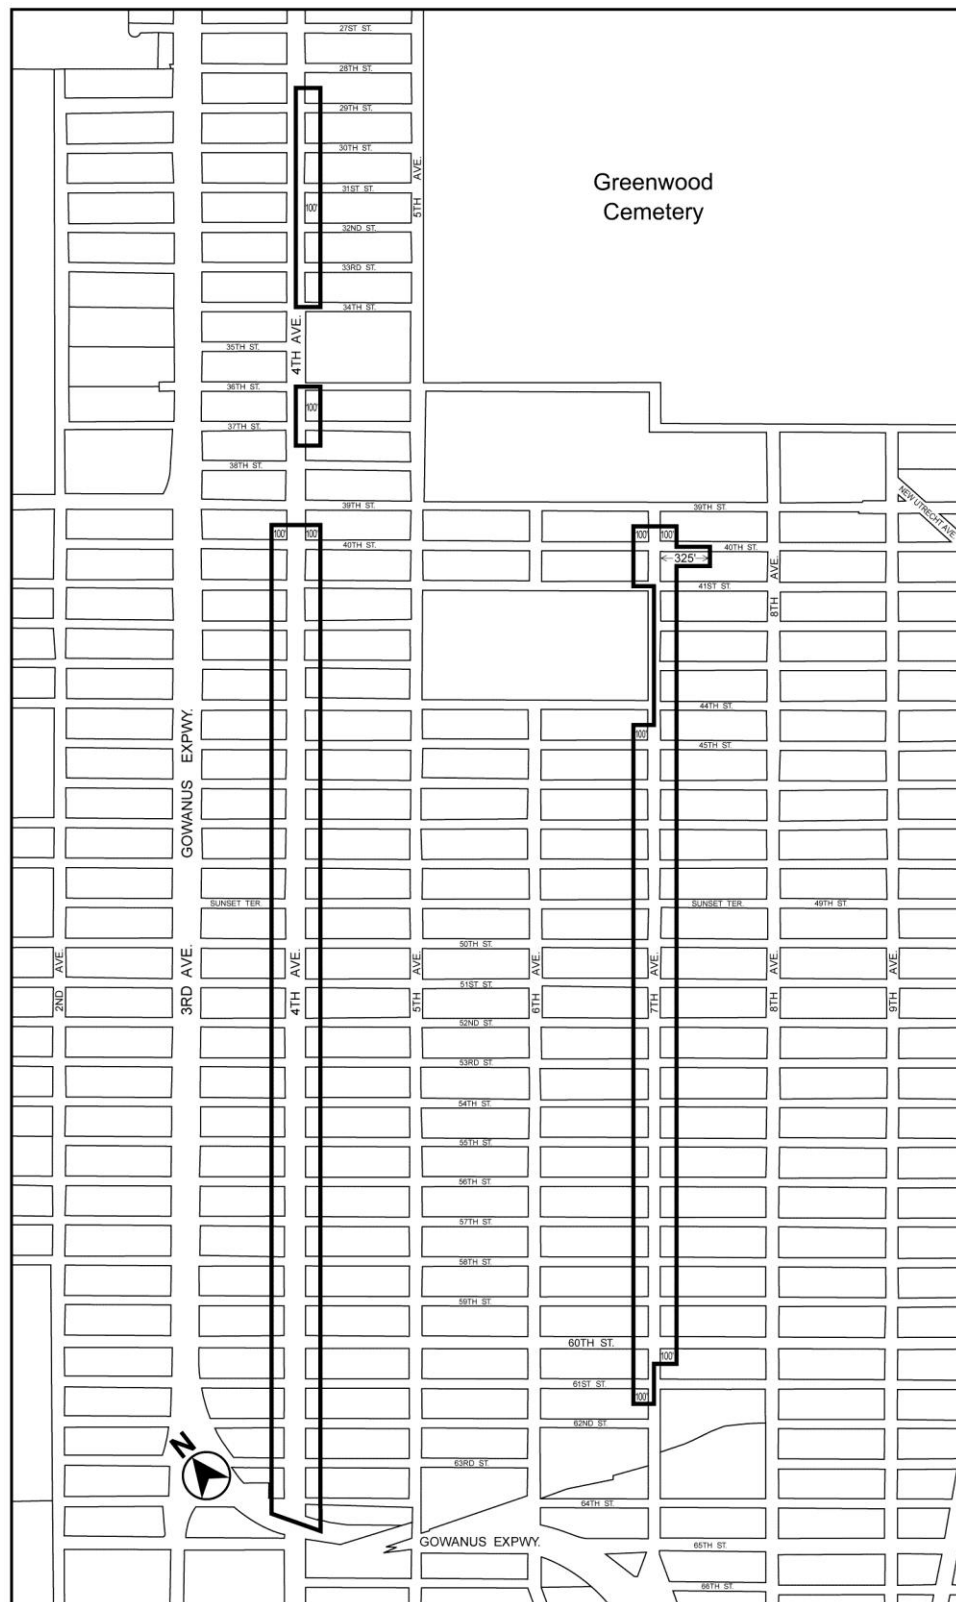 27TH ST.
28TH ST.
29TH ST.
30TH ST.
31ST ST.
AVE.
5TH
Greenwood
Cemetery
100'
32ND ST.
33RD ST.
34TH ST.
4TH AVE.
35TH ST.
36TH ST.
100'
37TH ST.
38TH ST.
39TH ST.
39TH ST.
NEW UTRECHT AVE.
100'
100'
40TH ST.
100'
100'
40TH ST.
325'
8TH AVE.
41ST ST.
44TH ST.
GOWANUS EXPWY.
100'
45TH ST.
SUNSET TER.
SUNSET TER.
49TH ST.
50TH ST.
2ND AVE.
3RD AVE.
4TH AVE.
5TH AVE.
6TH AVE.
7TH AVE.
8TH AVE.
9TH AVE.
51ST ST.
52ND ST.
53RD ST.
54TH ST.
55TH ST.
56TH ST.
57TH ST.
58TH ST.
59TH ST.
60TH ST.
100'
61ST ST.
100'
62ND ST.
N
63RD ST.
64TH ST.
GOWANUS EXPWY.
65TH ST.
66TH ST.